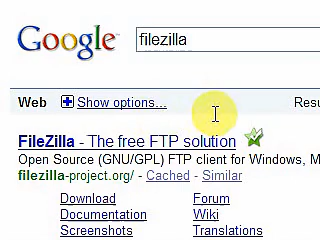 Google
filezilla
Web Show options...
FileZilla - The free FTP solution
Open Source (GNU/GPL) FTP client for Windows,
filezilla-project.org/ - Cached - Similar
Download Forum
Documentation Wiki
Screenshots Translations